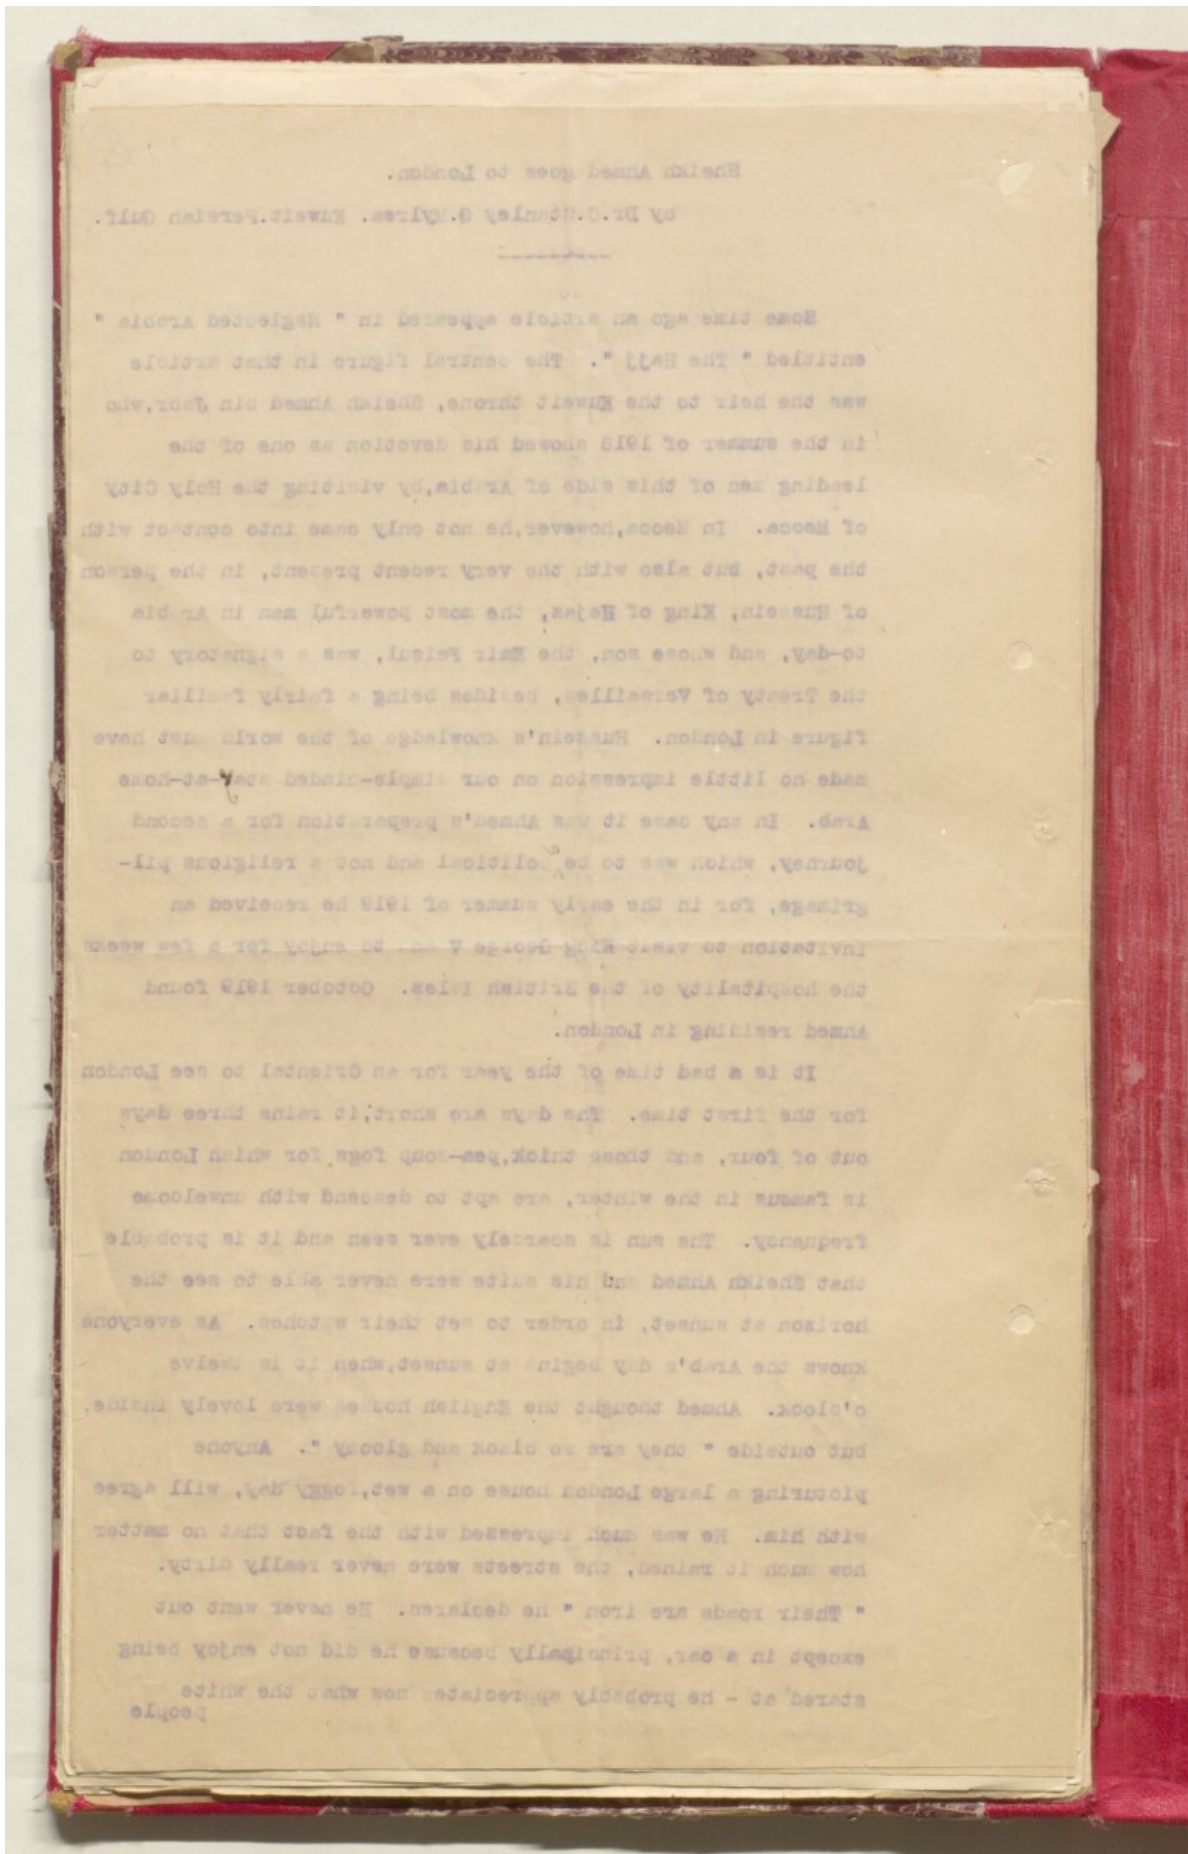 Sheikh Ahmed goes to London.
by Dr.C.Stanley G.Mylrea. Kuweit.Persian Gulf.
----------
Some time ago an article appeared in " Neglected Arabia "
entitled " The Hajj ". The central figure in that article
was the heir to the Kuweit throne, Sheikh Ahmed bin Jabr,who
in the summer of 1918 showed his devotion as one of the
leading men of this side of Arabia,by visiting the Holy City
of Mecca. In Mecca,however,he not only came into contact with
the past, but also with the very recent present, in the person
of Hussein, King of Hejas, the most powerful man in Arabia
to-day, and whose son, the Emir Feisul, was a signatory to
the Treaty of Versailles, besides being a fairly familiar
figure in London. Hussein's knowledge of the world must have
made no little impression on our simple-minded stay-at-home
Arab. In any case it was Ahmed's preparation for a second
journey, which was to be a political and not a religious pil-
grimage, for in the early summer of 1919 he received an
invitation to visit King George V and to enjoy for a few weeks
the hospitality of the British Isles. October 1919 found
Ahmed residing in London.
It is a bad time of the year for an Oriental to see London
for the first time. The days are short,it rains three days
out of four, and those thick,pea-soup fogs for which London
is famous in the winter, are apt to descend with unwelcome
frequency. The sun is scarcely ever seen and it is probable
that Sheikh Ahmed and his suite were never able to see the
horizon at sunset, in order to set their watches. As everyone
knows the Arab's day begins at sunset,when it is twelve
o'clock. Ahmed thought the English houses were lovely inside,
but outside " they are so black and gloomy ". Anyone
picturing a large London house on a wet,foggy day, will agree
with him. He was much impressed with the fact that no matter
how much it rained, the streets were never really dirty.
" Their roads are iron " he declares. He never want out
except in a car, principally because he did not enjoy being
stared at - he probably appreciates now what the white
people